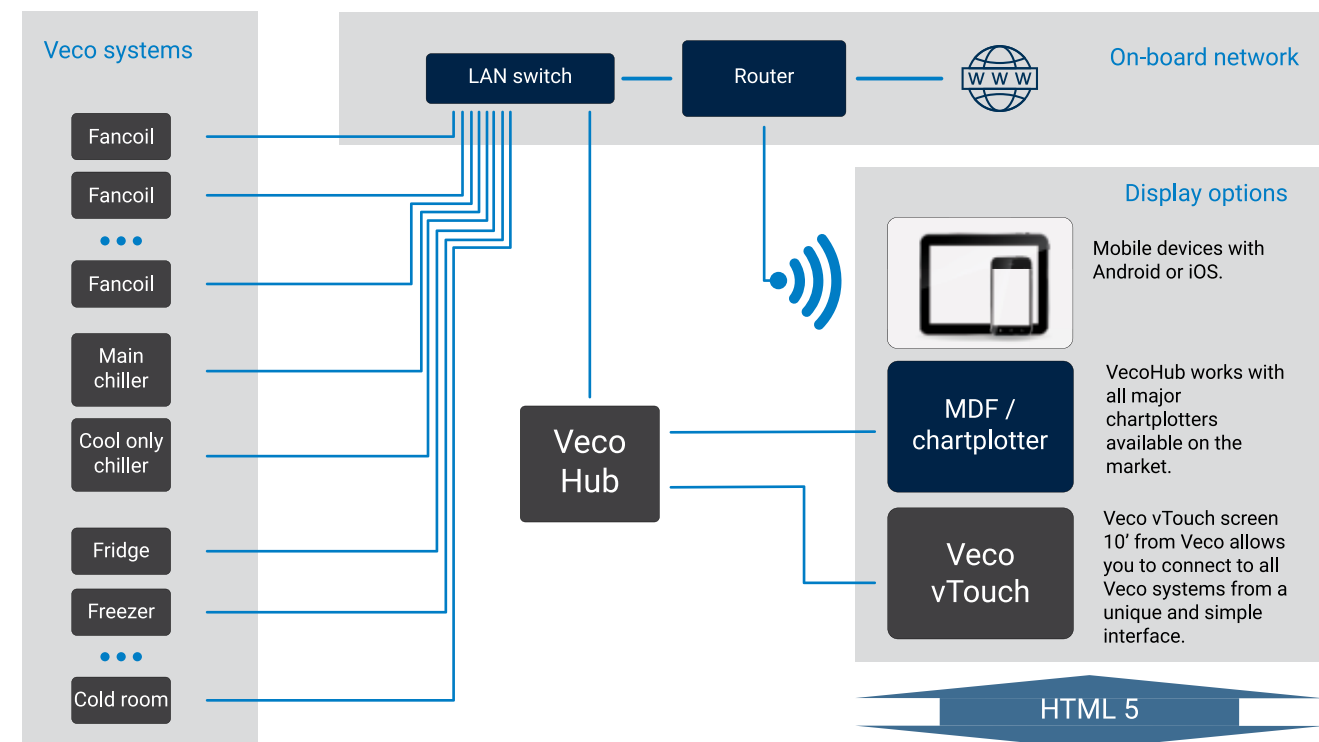 Veco systems
Fancoil
Fancoil
Fancoil
Main
chiller
Cool only
chiller
Fridge
Freezer
Cold room
On-board network
LAN switch
Router
W W W
Veco
Hub
Display options
Mobile devices with
Android or iOS.
MDF /
chartplotter
VecoHub works with
all major
chartplotters
available on the
market.
Veco
vTouch
Veco vTouch screen
10’ from Veco allows
you to connect to all
Veco systems from a
unique and simple
interface.
HTML 5